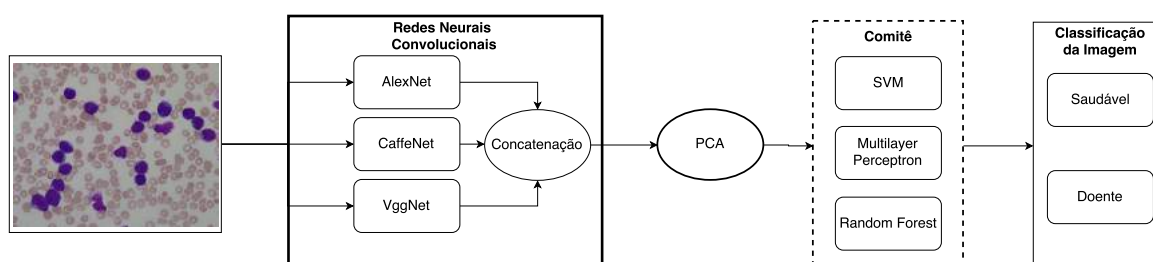 Redes Neurais
Convolucionais
AlexNet
CaffeNet
VggNet
Concatenação
PCA
Comitê
SVM
Multilayer
Perceptron
Random Forest
Classificação
da Imagem
Saudável
Doente